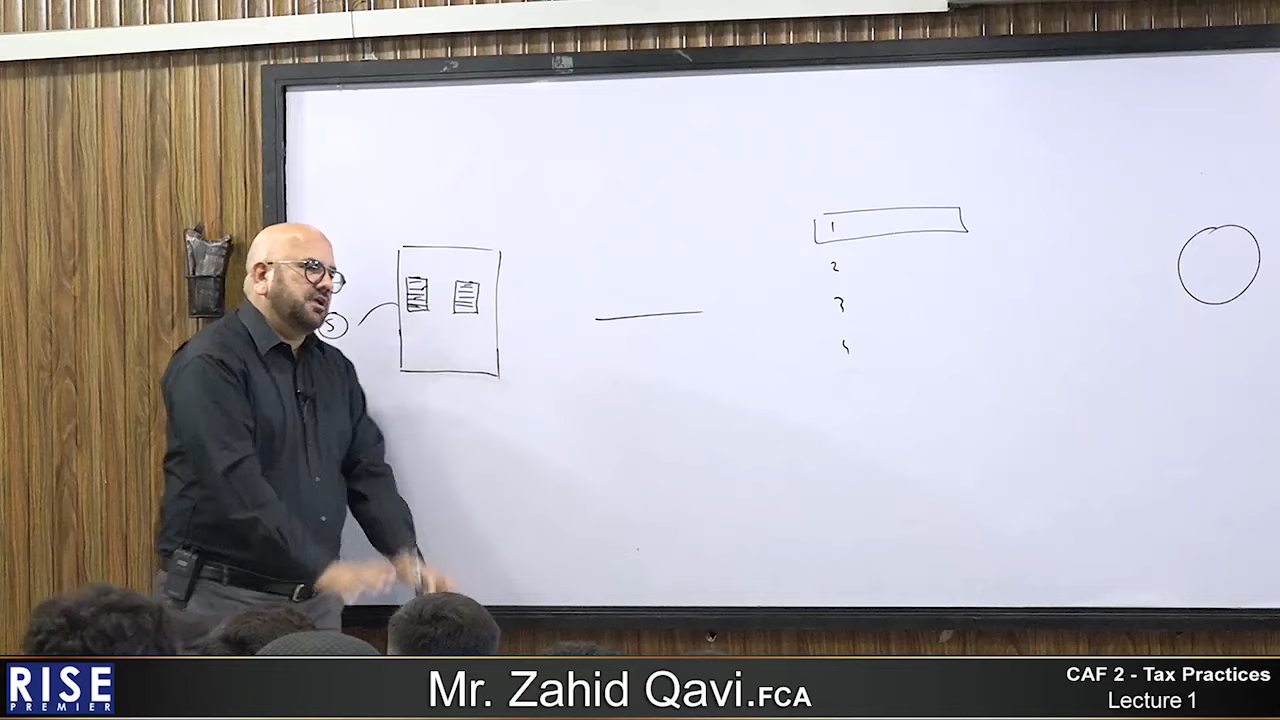 1
2
3
4
S
RISE
PREMIER
Mr. Zahid Qavi.FCA
CAF 2 - Tax Practices
Lecture 1